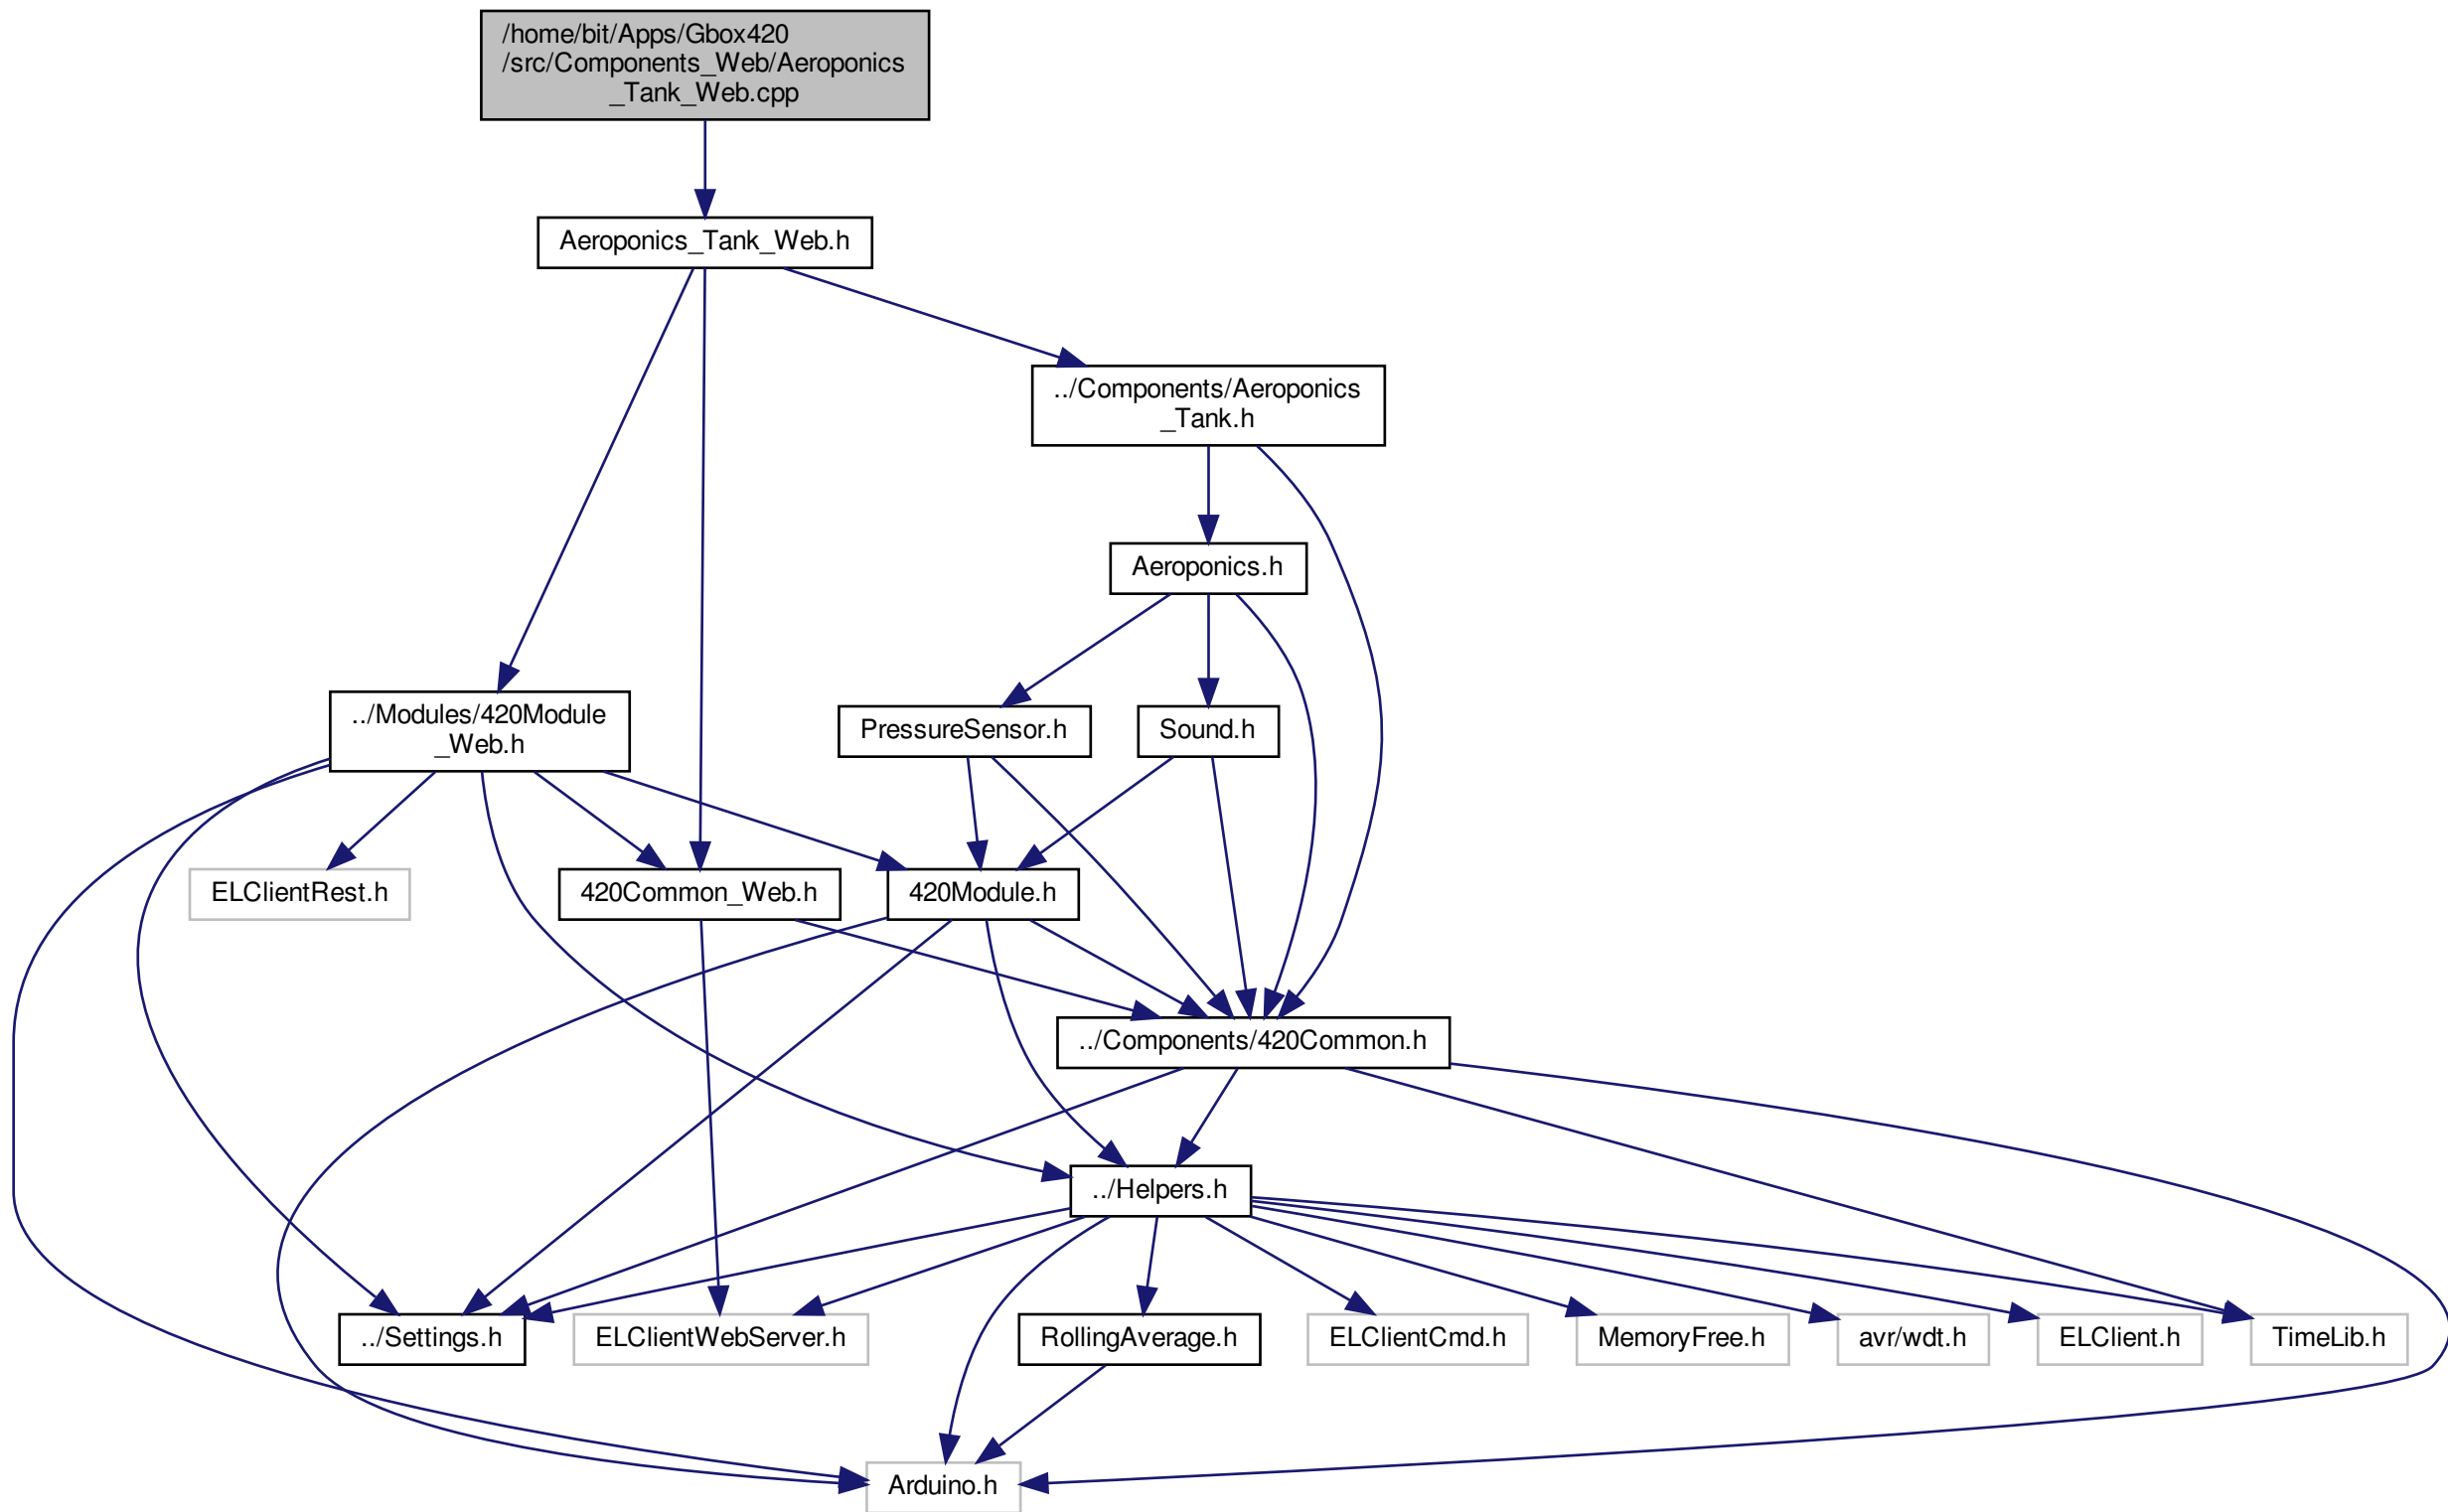 /home/bit/Apps/Gbox420
/src/Components_Web/Aeroponics
_Tank_Web.cpp
Aeroponics_Tank_Web.h
../Components/Aeroponics
_Tank.h
Aeroponics.h
../Modules/420Module
_Web.h
PressureSensor.h
Sound.h
ELClientRest.h
420Common_Web.h
420Module.h
../Components/420Common.h
../Helpers.h
../Settings.h
ELClientWebServer.h
RollingAverage.h
ELClientCmd.h
MemoryFree.h
avr/wdt.h
ELClient.h
TimeLib.h
Arduino.h